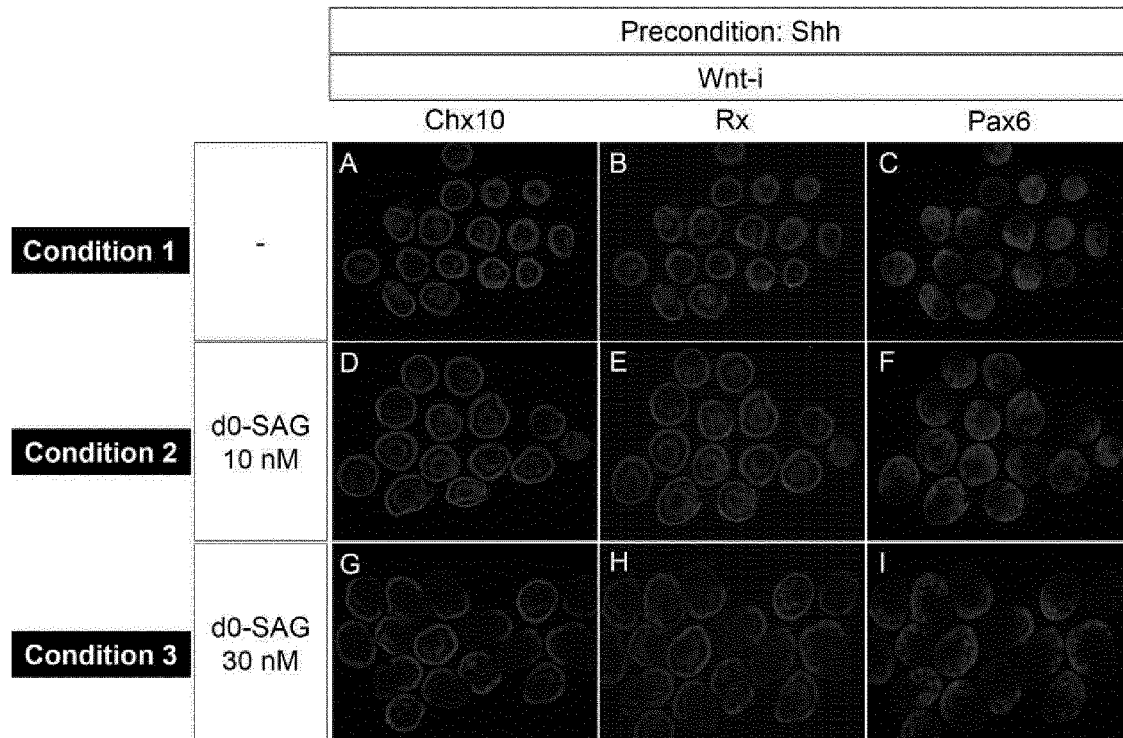 Precondition: Shh
Wnt-i
Chx10 Rx Pax6
A B C
Condition 1 -
D E F
Condition 2 d0-SAG 10 nM
G H I
Condition 3 d0-SAG 30 nM